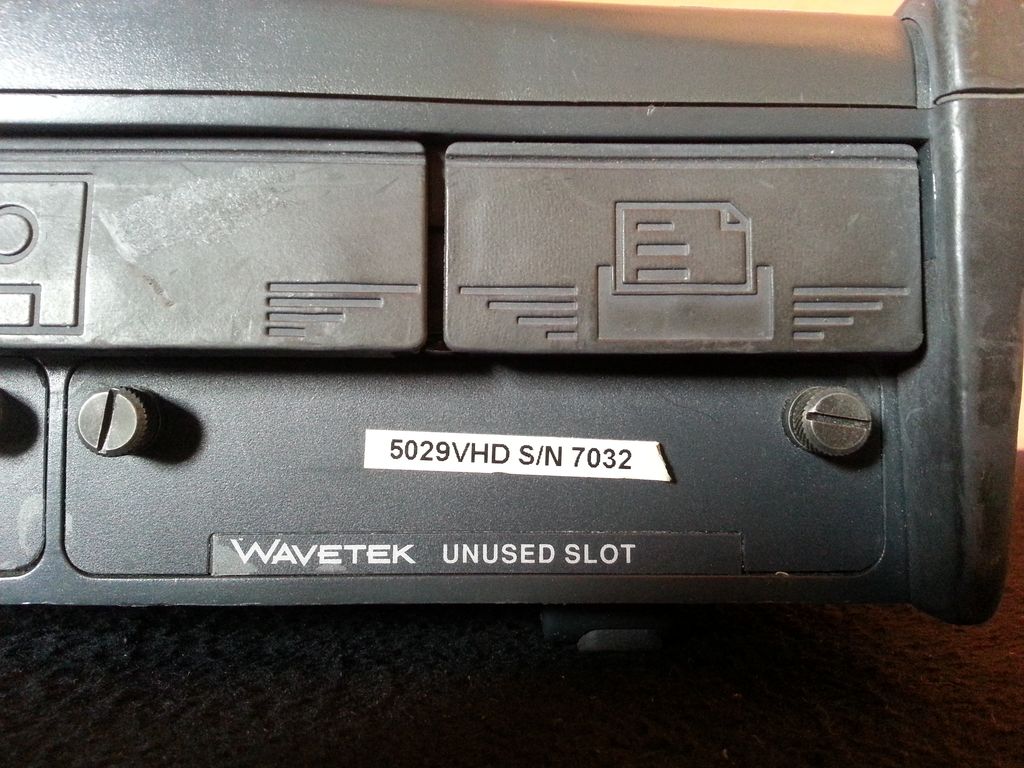 5029VHD S/N 7032
WAVETEK UNUSED SLOT